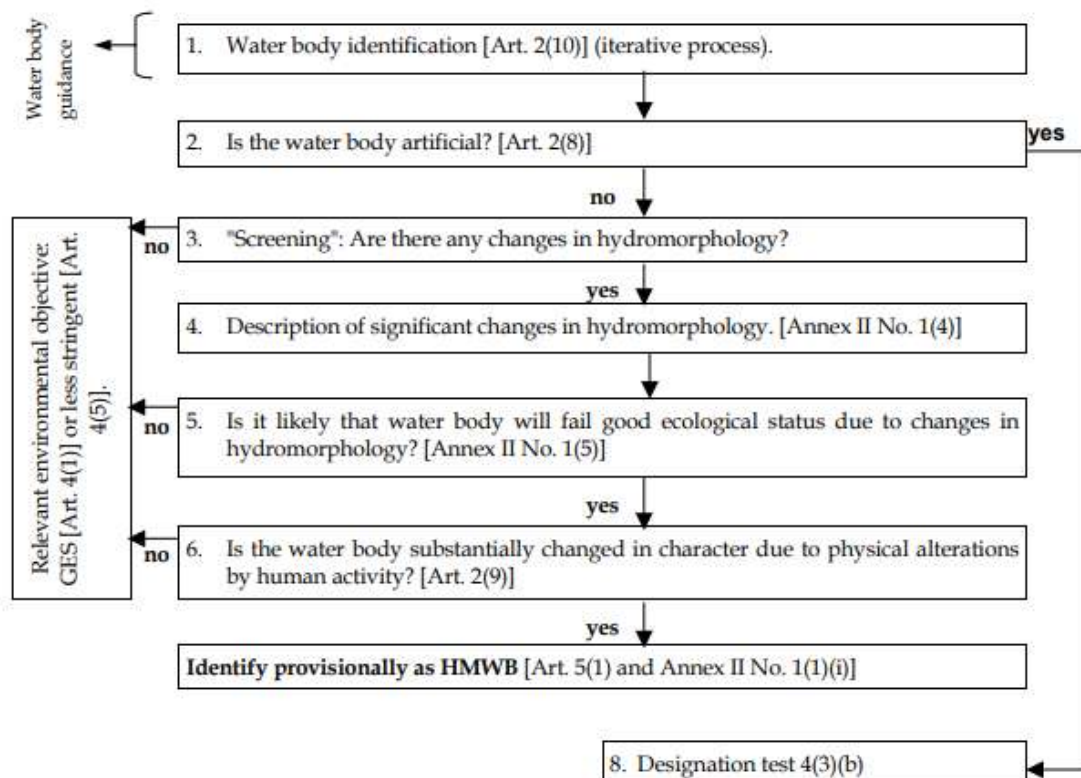 Water body
guidance
1. Water body identification [Art. 2(10)] (iterative process).
2. Is the water body artificial? [Art. 2(8)]
yes
no
3. "Screening": Are there any changes in hydromorphology?
no
yes
4. Description of significant changes in hydromorphology. [Annex II No. 1(4)]
5. Is it likely that water body will fail good ecological status due to changes in
hydromorphology? [Annex II No. 1(5)]
no
yes
6. Is the water body substantially changed in character due to physical alterations
by human activity? [Art. 2(9)]
no
yes
Relevant environmental objective:
GES [Art. 4(1)] or less stringent [Art.
4(5)].
Identify provisionally as HMWB [Art. 5(1) and Annex II No. 1(1)(i)]
8. Designation test 4(3)(b)